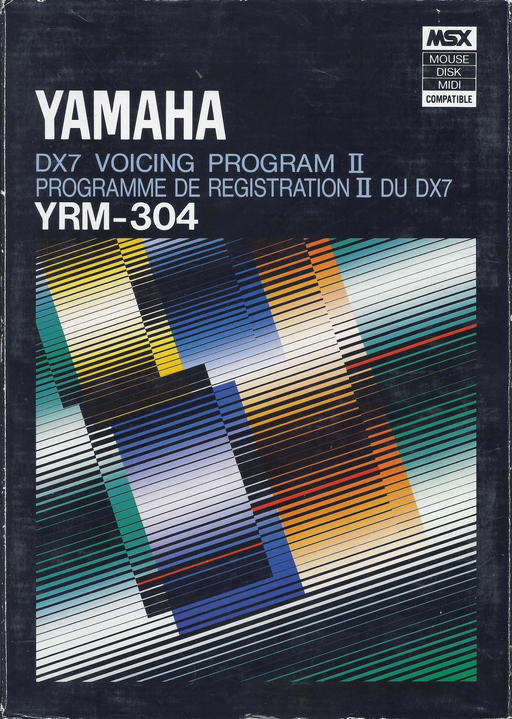 MSX
MOUSE
DISK
MIDI
COMPATIBLE
YAMAHA
DX7 VOICING PROGRAM II
PROGRAMME DE REGISTRATION II DU DX7
YRM-304